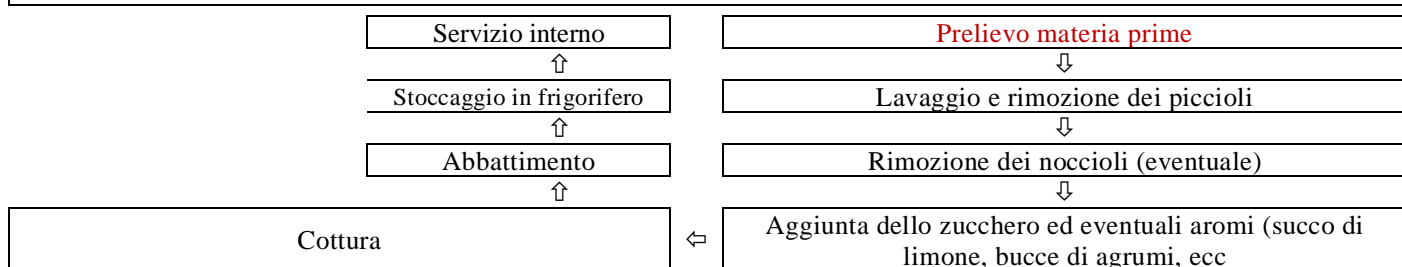 Servizio interno
Prelievo materia prime
⇧
⇩
Stoccaggio in frigorifero
Lavaggio e rimozione dei piccioli
⇧
⇩
Abbattimento
Rimozione dei noccioli (eventuale)
⇧
⇩
Cottura
⇦
Aggiunta dello zucchero ed eventuali aromi (succo di
limone, bucce di agrumi, ecc